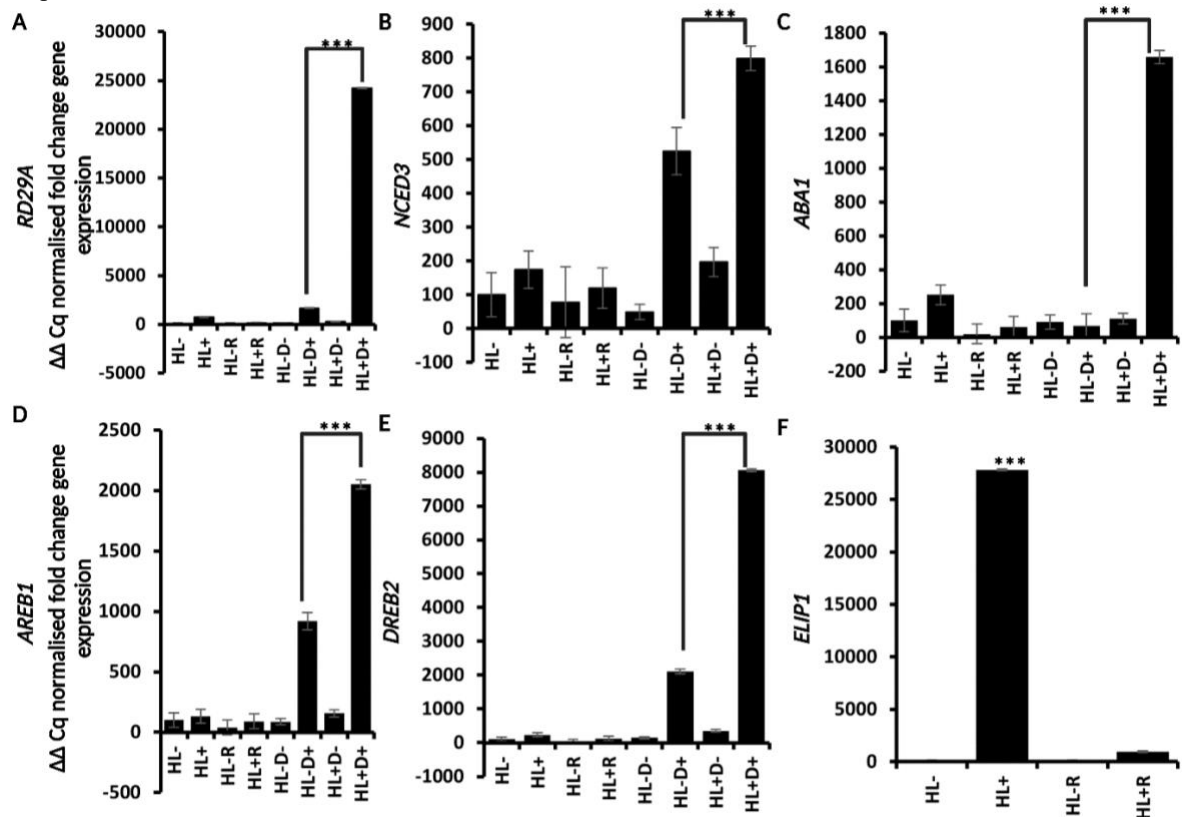 A
RD29A
ΔΔ Cq normalised fold change gene
expression
30000
25000
20000
15000
10000
5000
0
-5000
***
HL-
HL+
HL-R
HL+R
HL-D-
HL-D+
HL+D-
HL+D+
B
NCED3
900
800
700
600
500
400
300
200
100
0
-100
***
HL-
HL+
HL-R
HL+R
HL-D-
HL-D+
HL+D-
HL+D+
C
ABA1
1800
1600
1400
1200
1000
800
600
400
200
0
-200
***
HL-
HL+
HL-R
HL+R
HL-D-
HL-D+
HL+D-
HL+D+
D
AREB1
ΔΔ Cq normalised fold change gene
expression
2500
2000
1500
1000
500
0
-500
***
HL-
HL+
HL-R
HL+R
HL-D-
HL-D+
HL+D-
HL+D+
E
DREB2
9000
8000
7000
6000
5000
4000
3000
2000
1000
0
-1000
***
HL-
HL+
HL-R
HL+R
HL-D-
HL-D+
HL+D-
HL+D+
F
ELIP1
30000
25000
27000
15000
10000
5000
0
***
HL-
HL+
HL-R
HL+R